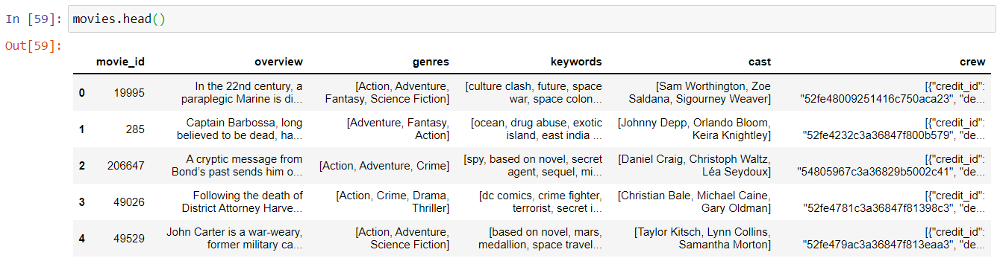 In [59]: movies.head()
Out[59]:
movie_id overview genres keywords cast crew
0 19995 In the 22nd century, a paraplegic Marine is di... [Action, Adventure, Fantasy, Science Fiction] [culture clash, future, space war, space colon... [Sam Worthington, Zoe Saldana, Sigourney Weaver] [{"credit_id": "52fe48009251416c750aca23", "de...
1 285 Captain Barbossa, long believed to be dead, ha... [Adventure, Fantasy, Action] [ocean, drug abuse, exotic island, east india ... [Johnny Depp, Orlando Bloom, Keira Knightley] [{"credit_id": "52fe4232c3a36847f800b579", "de...
2 206647 A cryptic message from Bond’s past sends him o... [Action, Adventure, Crime] [spy, based on novel, secret agent, sequel, mi... [Daniel Craig, Christoph Waltz, Léa Seydoux] [{"credit_id": "54805967c3a36829b5002c41", "de...
3 49026 Following the death of District Attorney Harve... [Action, Crime, Drama, Thriller] [dc comics, crime fighter, terrorist, secret i... [Christian Bale, Michael Caine, Gary Oldman] [{"credit_id": "52fe4781c3a36847f81398c3", "de...
4 49529 John Carter is a war-weary, former military ca... [Action, Adventure, Science Fiction] [based on novel, mars, medallion, space travel... [Taylor Kitsch, Lynn Collins, Samantha Morton] [{"credit_id": "52fe479ac3a36847f813eaa3", "de...